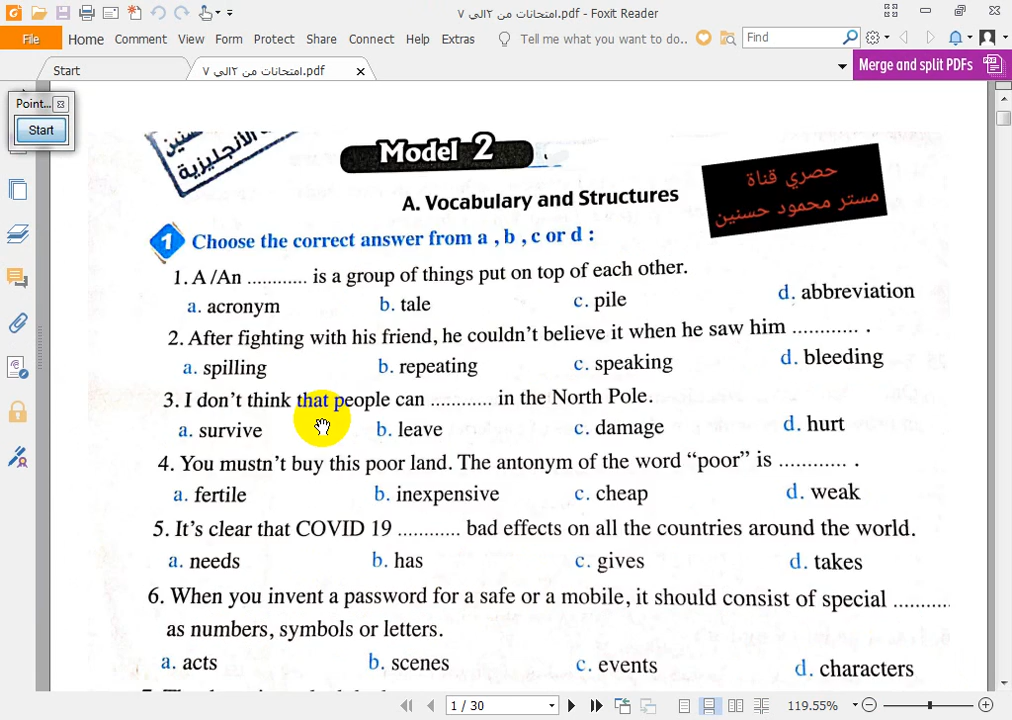 امتحانات من ٢الي ٧.pdf - Foxit Reader
File Home Comment View Form Protect Share Connect Help Extras Tell me what you want to do.. Find
Start امتحانات من ٢الي ٧.pdf Merge and split PDFs
Point...
Start
الأنجليزية
Model 2
حصري قناة
مستر محمود حسنين
A. Vocabulary and Structures
1 Choose the correct answer from a , b , c or d :
1. A /An ............ is a group of things put on top of each other.
a. acronym b. tale c. pile d. abbreviation
2. After fighting with his friend, he couldn't believe it when he saw him ............ .
a. spilling b. repeating c. speaking d. bleeding
3. I don't think that people can ............ in the North Pole.
a. survive b. leave c. damage d. hurt
4. You mustn't buy this poor land. The antonym of the word “poor” is ............ .
a. fertile b. inexpensive c. cheap d. weak
5. It's clear that COVID 19 ............ bad effects on all the countries around the world.
a. needs b. has c. gives d. takes
6. When you invent a password for a safe or a mobile, it should consist of special ..........
as numbers, symbols or letters.
a. acts b. scenes c. events d. characters
1 / 30 119.55%